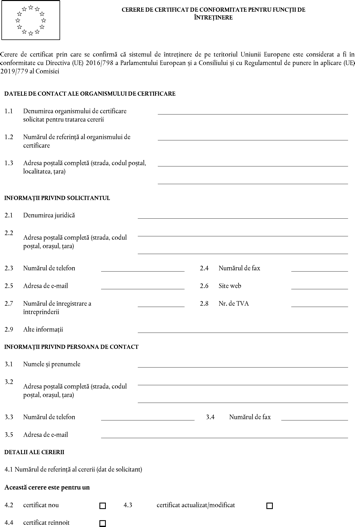 CERERE DE CERTIFICAT DE CONFORMITATE PENTRU FUNCȚII DE
ÎNTREȚINERE
Cerere de certificat prin care se confirmă că sistemul de întreținere de pe teritoriul Uniunii Europene este considerat a fi în
conformitate cu Directiva (UE) 2016/798 a Parlamentului European și a Consiliului și cu Regulamentul de punere în aplicare (UE)
2019/779 al Comisiei
DATELE DE CONTACT ALE ORGANISMULUI DE CERTIFICARE
1.1 Denumirea organismului de certificare
solicitat pentru tratarea cererii
1.2 Numărul de referință al organismului de
certificare
1.3 Adresa poștală completă (strada, codul poștal,
localitatea, țara)
INFORMAȚII PRIVIND SOLICITANTUL
2.1 Denumirea juridică
2.2 Adresa poștală completă (strada, codul
poștal, orașul, țara)
2.3 Numărul de telefon 2.4 Numărul de fax
2.5 Adresa de e-mail 2.6 Site web
2.7 Numărul de înregistrare a
întreprinderii 2.8 Nr. de TVA
2.9 Alte informații
INFORMAȚII PRIVIND PERSOANA DE CONTACT
3.1 Numele și prenumele
3.2 Adresa poștală completă (strada, codul
poștal, orașul, țara)
3.3 Numărul de telefon 3.4 Numărul de fax
3.5 Adresa de e-mail
DETALII ALE CERERII
4.1 Numărul de referință al cererii (dat de solicitant)
Această cerere este pentru un
4.2 certificat nou 4.3 certificat actualizat/modificat
4.4 certificat reînnoit